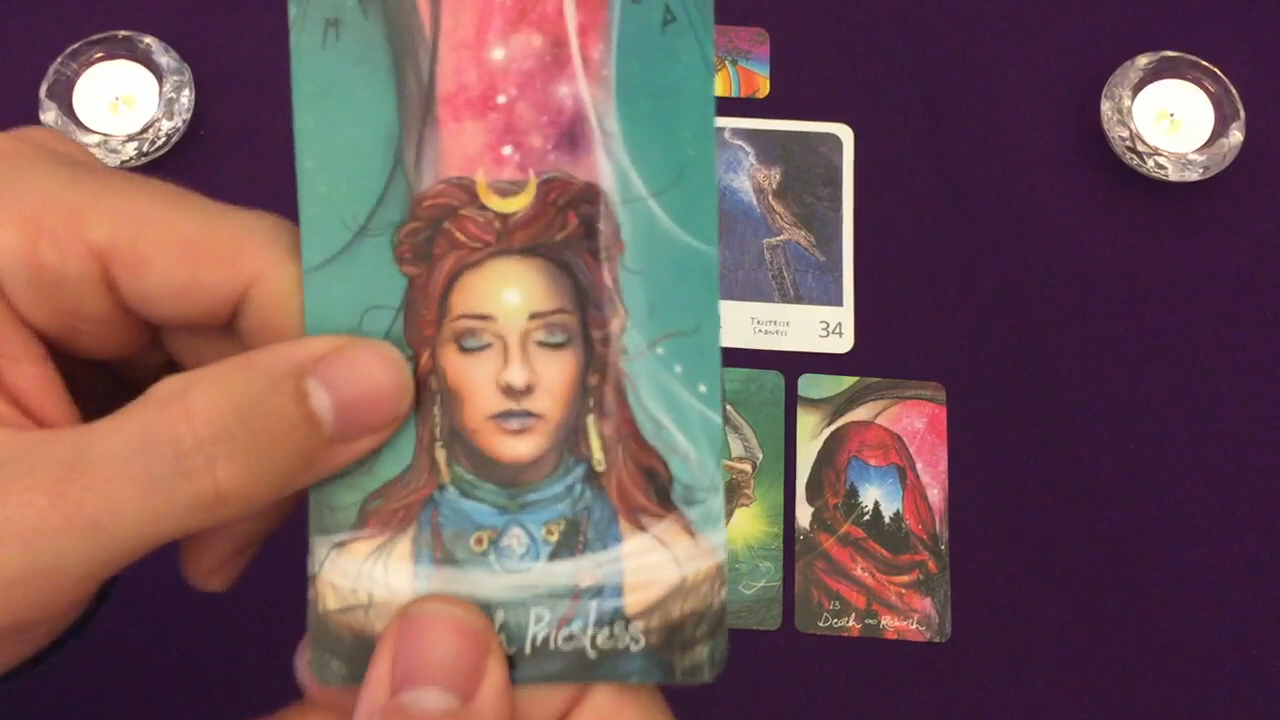 Priestess
TRISTESSE
SADNESS
34
13
Death ∞ Rebirth